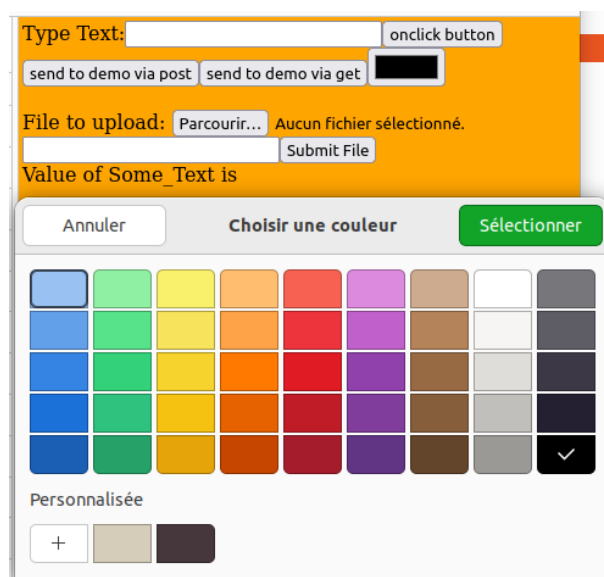 Type Text: onclick button
send to demo via post send to demo via get
File to upload: Parcourir... Aucun fichier sélectionné.
Submit File
Value of Some_Text is
Annuler Choisir une couleur Sélectionner
Personnalisée
+